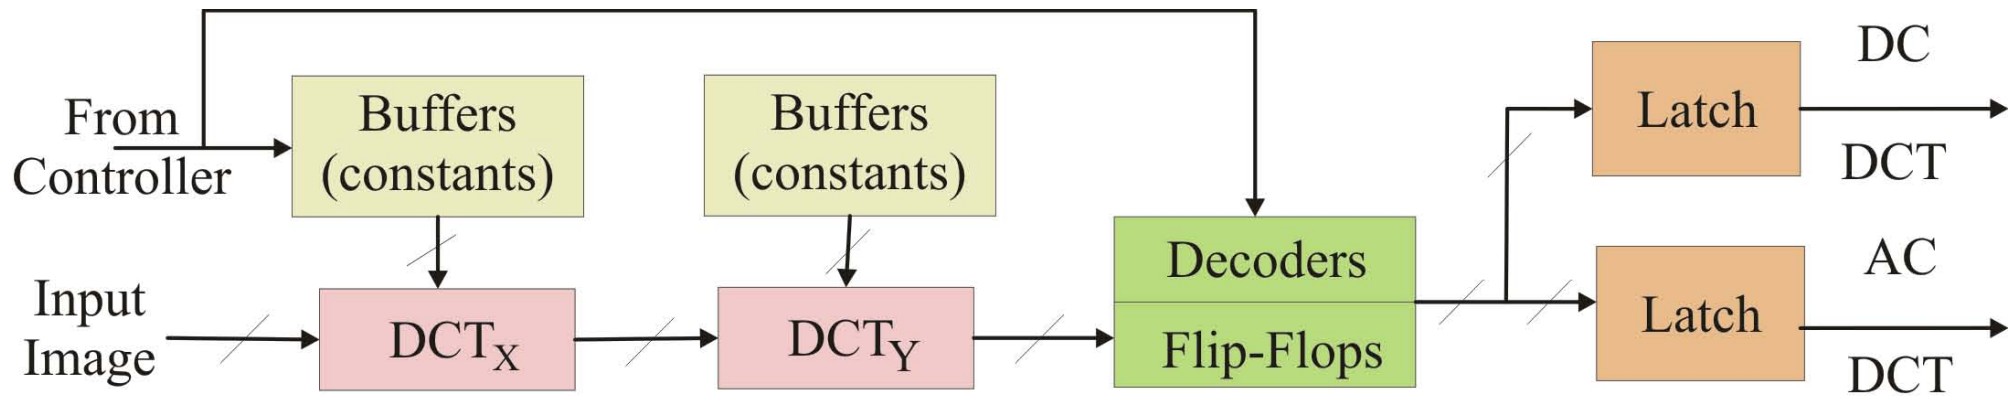 From
Controller
Buffers
(constants)
Buffers
(constants)
Input
Image
DCTX
DCTY
Decoders
Flip-Flops
Latch
DC
DCT
Latch
AC
DCT